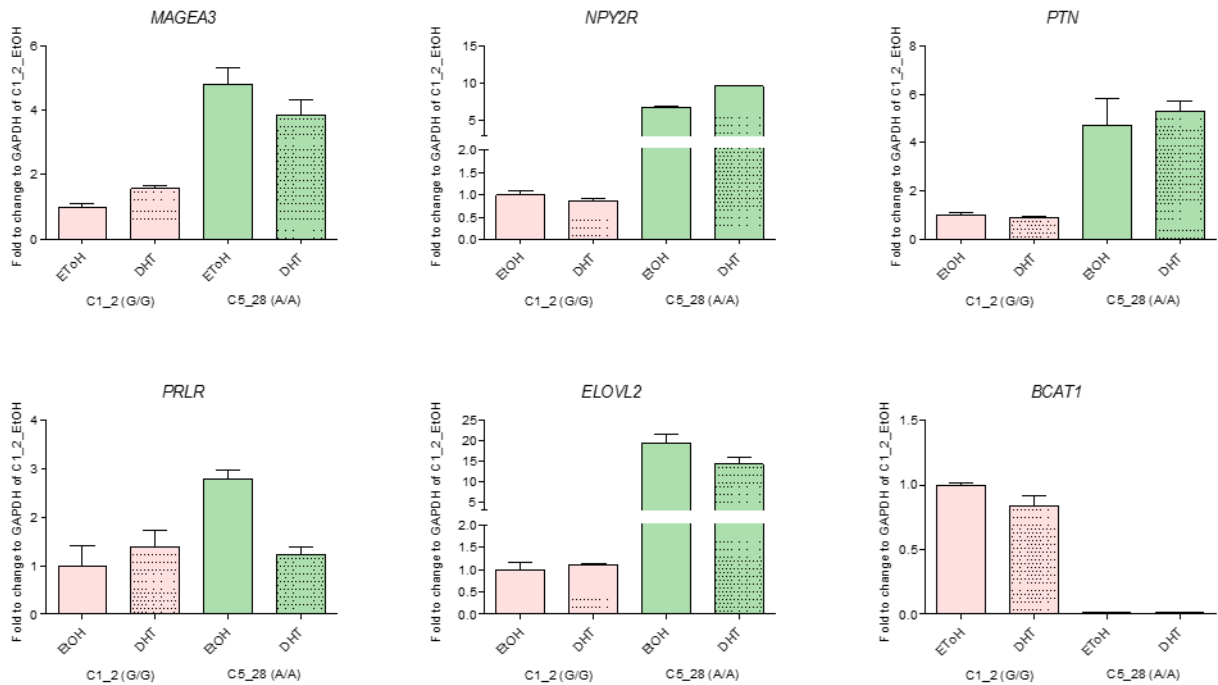 MAGEA3
Fold to change to GAPDH of C1_2_EtOH
6
4
2
0
EToH
DHT
EToH
DHT
C1_2 (G/G)
C5_28 (A/A)
NPY2R
Fold to change to GAPDH of C1_2_EtOH
15
10
5
2.0
1.5
1.0
0.5
0.0
EtOH
DHT
EtOH
DHT
C1_2 (G/G)
C5_28 (A/A)
PTN
Fold to change to GAPDH of C1_2_EtOH
8
6
4
2
0
EtOH
DHT
EtOH
DHT
C1_2 (G/G)
C5_28 (A/A)
PRLR
Fold to change to GAPDH of C1_2_EtOH
4
3
2
1
0
EtOH
DHT
EtOH
DHT
C1_2 (G/G)
C5_28 (A/A)
ELOVL2
Fold to change to GAPDH of C1_2_EtOH
25
20
15
10
5
2.0
1.5
1.0
0.5
0.0
EtOH
DHT
EtOH
DHT
C1_2 (G/G)
C5_28 (A/A)
BCAT1
Fold to change to GAPDH of C1_2_EtOH
1.5
1.0
0.5
0.0
EToH
DHT
EToH
DHT
C1_2 (G/G)
C5_28 (A/A)